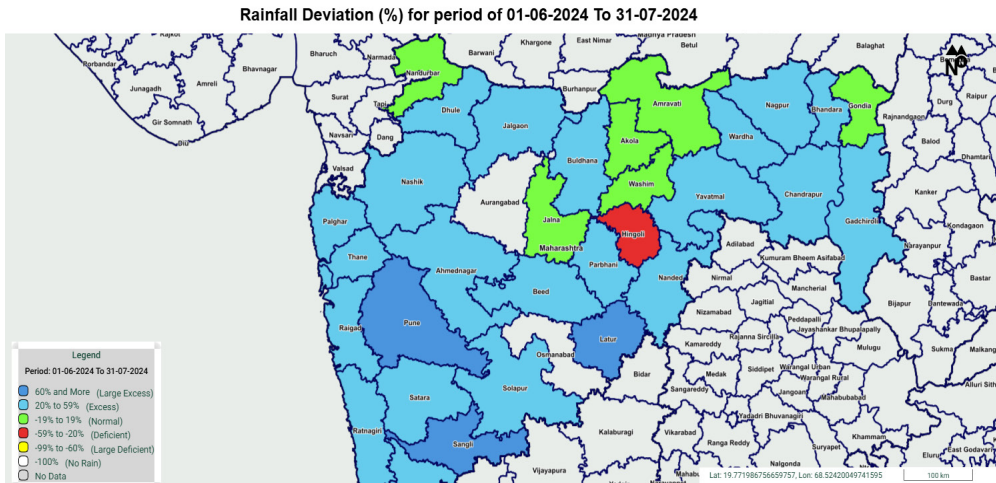 Rainfall Deviation (%) for period of 01-06-2024 To 31-07-2024
Rajkot
Porbandar
Junagadh
Amreli
Bhavnagar
Gir Somnath
Diu
Bharuch
Narmada
Surat
Tapi
Navsari
Dang
Valsad
Nandurbar
Barwani
Khargone
East Nimar
Madhya Pradesh
Betul
Burhanpur
Balaghat
Dhule
Jalgaon
Amravati
Nagpur
Bhandara
Gondia
Rajnandgaon
Durg
Raipur
Balod
Dhamtari
Akola
Wardha
Buldhana
Nashik
Washim
Yavatmal
Chandrapur
Gadchiroli
Kanker
Kondagaon
Narayanpur
Aurangabad
Jalna
Maharashtra
Hingoli
Palghar
Thane
Ahmednagar
Parbhani
Beed
Nanded
Adilabad
Kumuram Bheem Asifabad
Nirmal
Mancherial
Bastar
Bijapur
Dantewada
Nizamabad
Jagitial
Peddapalli
Raigad
Pune
Latur
Osmanabad
Kamareddy
Rajanna Sircilla
Jayashankar Bhupalapally
Mulugu
Sukma
Malkang
Bidar
Medak
Siddipet
Warangal Urban
Warangal Rural
Sangareddy
Jangoan
Mahabubabad
Alluri Sith
Satara
Solapur
Ratnagiri
Sangli
Yadadri Bhuvanagiri
Kalaburagi
Vikarabad
Ranga Reddy
Suryapet
Khammam
East Godavar
Eluru
Vijayapura
Nalgonda
Mahabu
N
Legend
Period: 01-06-2024 To 31-07-2024
60% and More (Large Excess)
20% to 59% (Excess)
-19% to 19% (Normal)
-59% to -20% (Deficient)
-99% to -60% (Large Deficient)
-100% (No Rain)
No Data
Lat: 19.771986756659757, Lon: 68.52420049741595
100 km